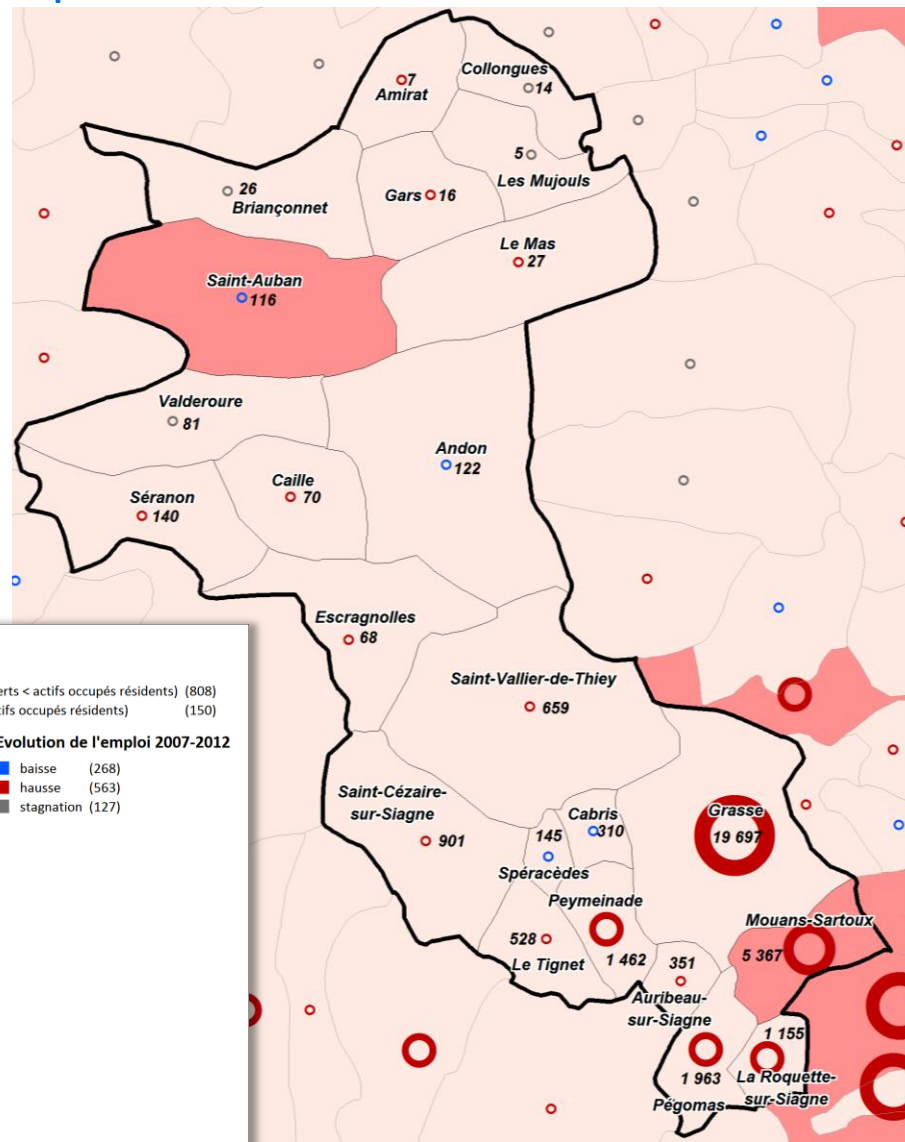 Collongues
7
14
Amirat
5
26
Les Mujouls
Gars 16
Briançonnet
Le Mas
27
Saint-Auban
116
Valderoure
81
Andon
122
Caille
Séranon
70
140
Escragnolles
68
Saint-Vallier-de-Thiey
659
erts < actifs occupés résidents) (808)
tifs occupés résidents) (150)
Evolution de l'emploi 2007-2012
baisse (268)
hausse (563)
stagnation (127)
Saint-Cézaire-
sur-Siagne
901
Cabris
310
145
Spéracèdes
Grasse
19 697
Peymeinade
1 462
528
Le Tignet
Mouans-Sartoux
5 367
351
Auribeau-
sur-Siagne
1 155
La Roquette-
sur-Siagne
1 963
Pégomas